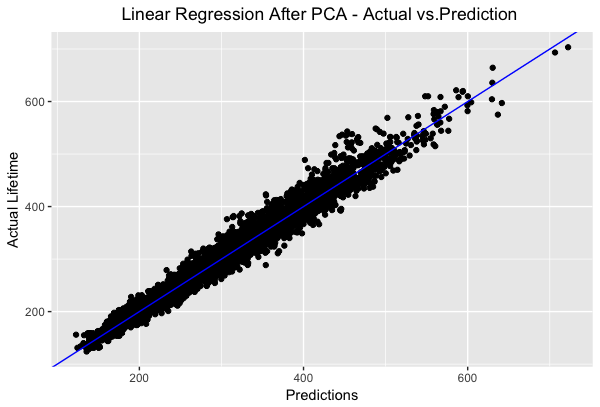 Linear Regression After PCA - Actual vs.Prediction
Actual Lifetime
600
400
200
200 400 600
Predictions